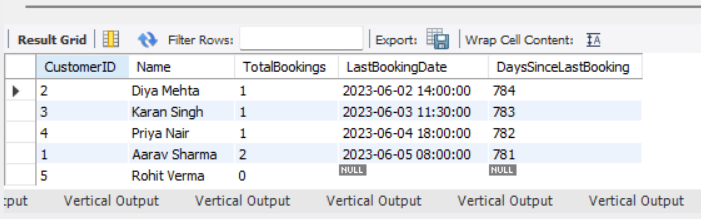 Result Grid Filter Rows: Export: Wrap Cell Content: IA
CustomerID Name TotalBookings LastBookingDate DaysSinceLastBooking
2 Diya Mehta 1 2023-06-02 14:00:00 784
3 Karan Singh 1 2023-06-03 11:30:00 783
4 Priya Nair 1 2023-06-04 18:00:00 782
1 Aarav Sharma 2 2023-06-05 08:00:00 781
5 Rohit Verma 0 NULL NULL
:put Vertical Output Vertical Output Vertical Output Vertical Output Vertical Output